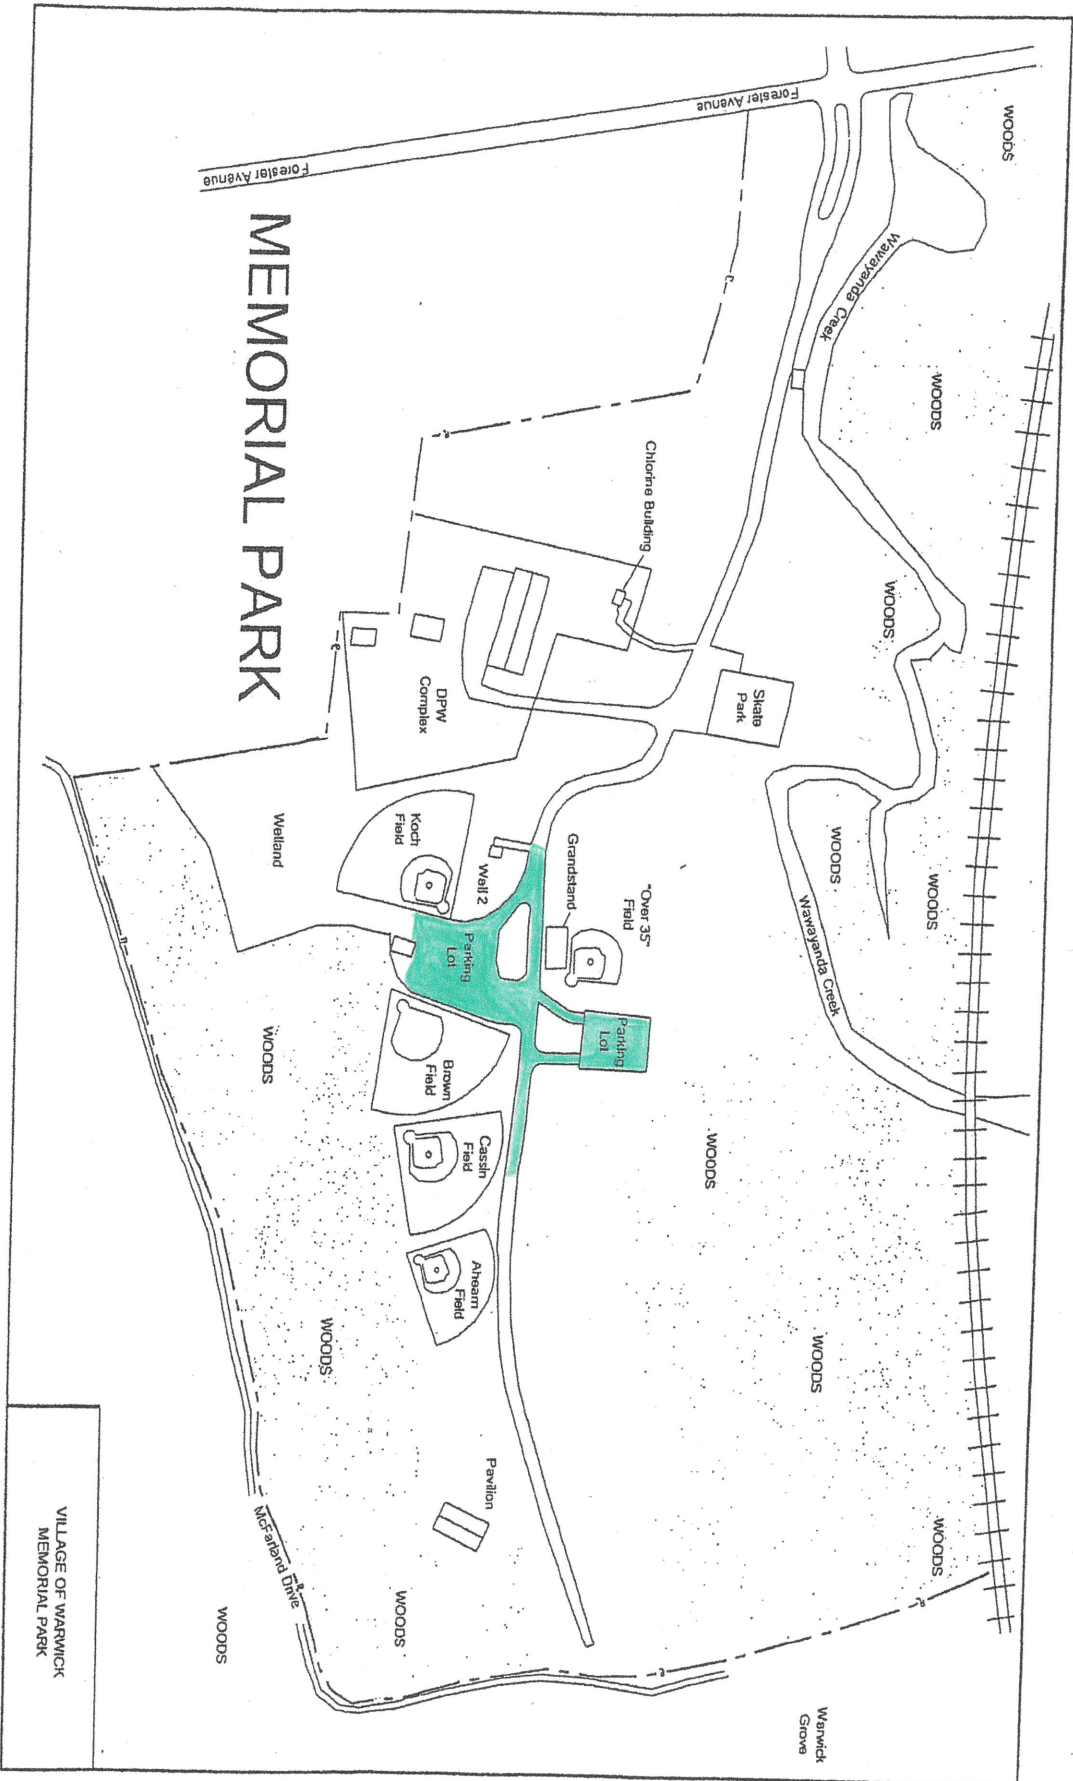 MEMORIAL PARK
Forester Avenue
Forester Avenue
WOODS
Wawayanda Creek
WOODS
WOODS
Chlorine Building
Skate
Park
DPW
Complex
WOODS
WOODS
Wawayanda Creek
"Over 35"
Field
Grandstand
Well 2
Koch
Field
Wetland
Parking
Lot
Parking
Lot
WOODS
Brown
Field
Cassin
Field
Ahearn
Field
WOODS
WOODS
WOODS
Pavilion
WOODS
WOODS
McFarland Drive
WOODS
Warwick
Grove
VILLAGE OF WARWICK
MEMORIAL PARK